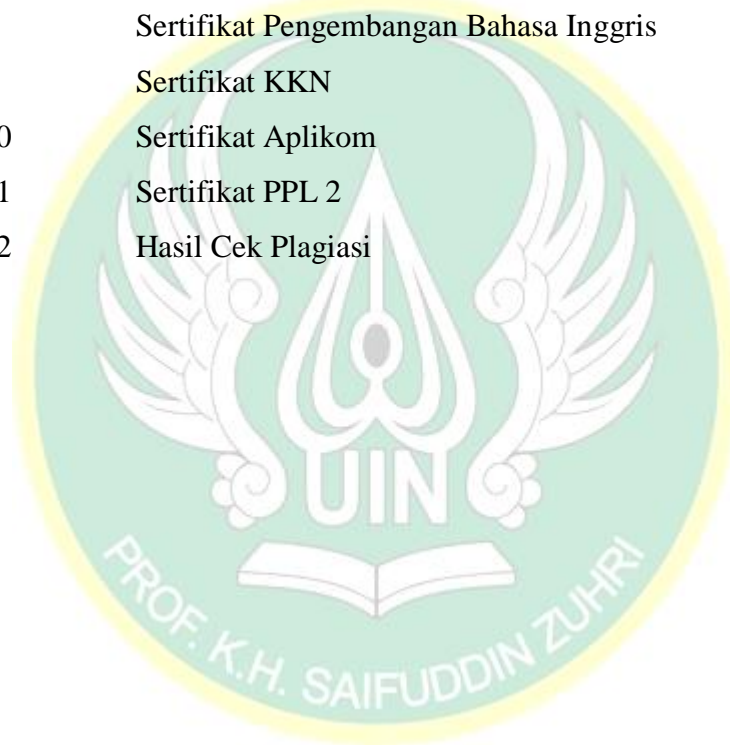 Sertifikat Pengembangan Bahasa Inggris
Sertifikat KKN
0 Sertifikat Aplikom
1 Sertifikat PPL 2
2 Hasil Cek Plagiasi
UIN
PROF. K.H. SAIFUDDIN ZUHRI